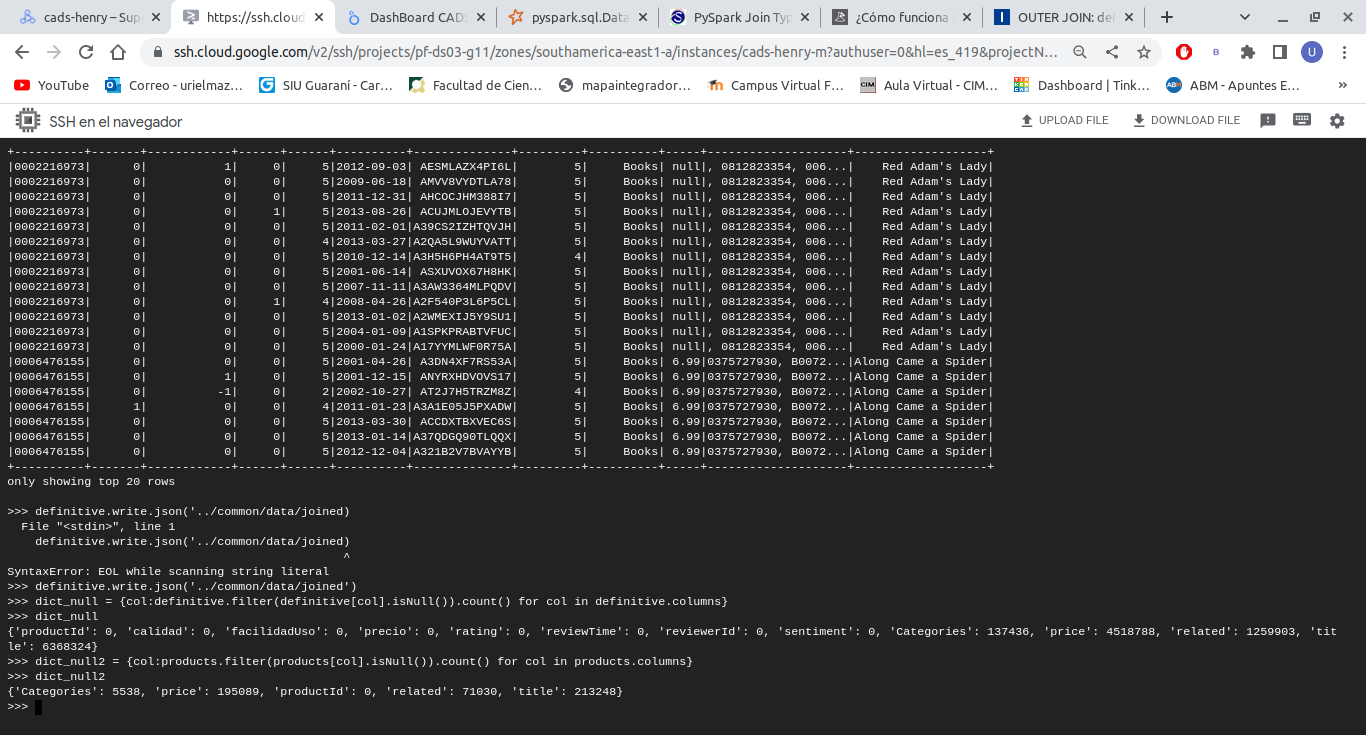 cads-henry – Sup
https://ssh.cloud
DashBoard CADS
pyspark.sql.Data
PySpark Join Typ
¿Cómo funciona
OUTER JOIN: def
ssh.cloud.google.com/v2/ssh/projects/pf-ds03-g11/zones/southamerica-east1-a/instances/cads-henry-m?authuser=0&hl=es_419&projectN...
B
U
YouTube
Correo - urielmaz...
SIU Guaraní - Car...
Facultad de Cien...
mapaintegrador...
Campus Virtual F...
Aula Virtual - CIM...
Dashboard | Tink...
ABM - Apuntes E...
»
SSH en el navegador
UPLOAD FILE
DOWNLOAD FILE
+----------+-------+------------+------+------+----------+--------------+---------+----------+-----+--------------------+-------------------+
|0002216973|      0|           1|     0|     5|2012-09-03| AESMLAZX4PI6L|        5|     Books| null|, 0812823354, 006...|    Red Adam's Lady|
|0002216973|      0|           0|     0|     5|2009-06-18| AMVV8VYDTLA78|        5|     Books| null|, 0812823354, 006...|    Red Adam's Lady|
|0002216973|      0|           0|     0|     5|2011-12-31| AHCOCJHM388I7|        5|     Books| null|, 0812823354, 006...|    Red Adam's Lady|
|0002216973|      0|           0|     1|     5|2013-08-26| ACUJMLOJEVYTB|        5|     Books| null|, 0812823354, 006...|    Red Adam's Lady|
|0002216973|      0|           0|     0|     5|2011-02-01|A39CS2IZHTQVJH|        5|     Books| null|, 0812823354, 006...|    Red Adam's Lady|
|0002216973|      0|           0|     0|     4|2013-03-27|A2QA5L9WUYVATT|        5|     Books| null|, 0812823354, 006...|    Red Adam's Lady|
|0002216973|      0|           0|     0|     5|2010-12-14|A3H5H6PH4AT9T5|        4|     Books| null|, 0812823354, 006...|    Red Adam's Lady|
|0002216973|      0|           0|     0|     5|2001-06-14| ASXUVOX67H8HK|        5|     Books| null|, 0812823354, 006...|    Red Adam's Lady|
|0002216973|      0|           0|     0|     5|2007-11-11|A3AW3364MLPQDV|        5|     Books| null|, 0812823354, 006...|    Red Adam's Lady|
|0002216973|      0|           0|     1|     4|2008-04-26|A2F540P3L6P5CL|        5|     Books| null|, 0812823354, 006...|    Red Adam's Lady|
|0002216973|      0|           0|     0|     5|2013-01-02|A2WMEXIJ5Y9SU1|        5|     Books| null|, 0812823354, 006...|    Red Adam's Lady|
|0002216973|      0|           0|     0|     5|2004-01-09|A1SPKPRABTVFUC|        5|     Books| null|, 0812823354, 006...|    Red Adam's Lady|
|0002216973|      0|           0|     0|     5|2000-01-24|A17YYMLWF0R75A|        5|     Books| null|, 0812823354, 006...|    Red Adam's Lady|
|0006476155|      0|           0|     0|     5|2001-04-26| A3DN4XF7RS53A|        5|     Books| 6.99|0375727930, B0072...|Along Came a Spider|
|0006476155|      0|           1|     0|     5|2001-12-15| ANYRXHDVOVS17|        5|     Books| 6.99|0375727930, B0072...|Along Came a Spider|
|0006476155|      0|          -1|     0|     2|2002-10-27| AT2J7H5TRZM8Z|        4|     Books| 6.99|0375727930, B0072...|Along Came a Spider|
|0006476155|      1|           0|     0|     4|2011-01-23|A3A1E05J5PXADW|        5|     Books| 6.99|0375727930, B0072...|Along Came a Spider|
|0006476155|      0|           0|     0|     5|2013-03-30| ACCDXTBXVEC6S|        5|     Books| 6.99|0375727930, B0072...|Along Came a Spider|
|0006476155|      0|           0|     0|     5|2013-01-14|A37QDGQ90TLQQX|        5|     Books| 6.99|0375727930, B0072...|Along Came a Spider|
|0006476155|      0|           0|     0|     5|2012-12-04|A321B2V7BVAYYB|        5|     Books| 6.99|0375727930, B0072...|Along Came a Spider|
+----------+-------+------------+------+------+----------+--------------+---------+----------+-----+--------------------+-------------------+
only showing top 20 rows
>>> definitive.write.json('../common/data/joined)
  File "<stdin>", line 1
    definitive.write.json('../common/data/joined)
                                                ^
SyntaxError: EOL while scanning string literal
>>> definitive.write.json('../common/data/joined')
>>> dict_null = {col:definitive.filter(definitive[col].isNull()).count() for col in definitive.columns}
>>> dict_null
{'productId': 0, 'calidad': 0, 'facilidadUso': 0, 'precio': 0, 'rating': 0, 'reviewTime': 0, 'reviewerId': 0, 'sentiment': 0, 'Categories': 137436, 'price': 4518788, 'related': 1259903, 'tit
le': 6368324}
>>> dict_null2 = {col:products.filter(products[col].isNull()).count() for col in products.columns}
>>> dict_null2
{'Categories': 5538, 'price': 195089, 'productId': 0, 'related': 71030, 'title': 213248}
>>>